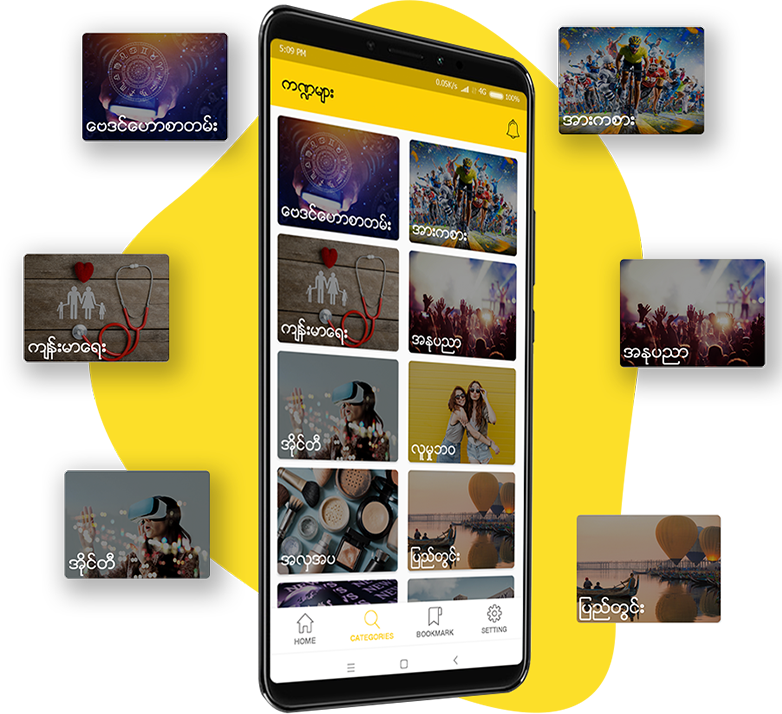 5:09 PM
0.05K/s 4G 100%
ကဏ္ဍများ
ဗေဒင်ဟောစာတမ်း
အားကစား
ကျန်းမာရေး
အနုပညာ
အိုင်တီ
လူမှုဘဝ
အလှအပ
ပြည်တွင်း
HOME
CATEGORIES
BOOKMARK
SETTING
ဗေဒင်ဟောစာတမ်း
အားကစား
ကျန်းမာရေး
အနုပညာ
အိုင်တီ
ပြည်တွင်း